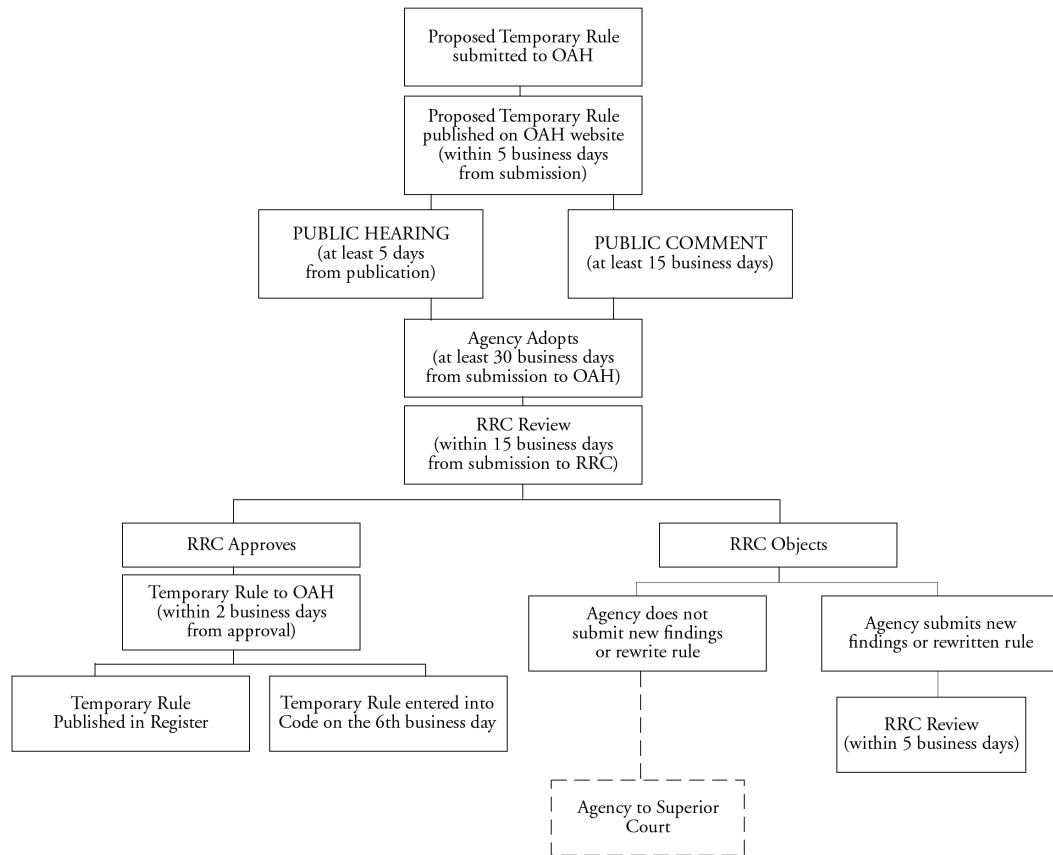 Proposed Temporary Rule
submitted to OAH
Proposed Temporary Rule
published on OAH website
(within 5 business days
from submission)
PUBLIC HEARING
(at least 5 days
from publication)
PUBLIC COMMENT
(at least 15 business days)
Agency Adopts
(at least 30 business days
from submission to OAH)
RRC Review
(within 15 business days
from submission to RRC)
RRC Approves
RRC Objects
Temporary Rule to OAH
(within 2 business days
from approval)
Agency does not
submit new findings
or rewrite rule
Agency submits new
findings or rewritten rule
Temporary Rule
Published in Register
Temporary Rule entered into
Code on the 6th business day
RRC Review
(within 5 business days)
Agency to Superior
Court